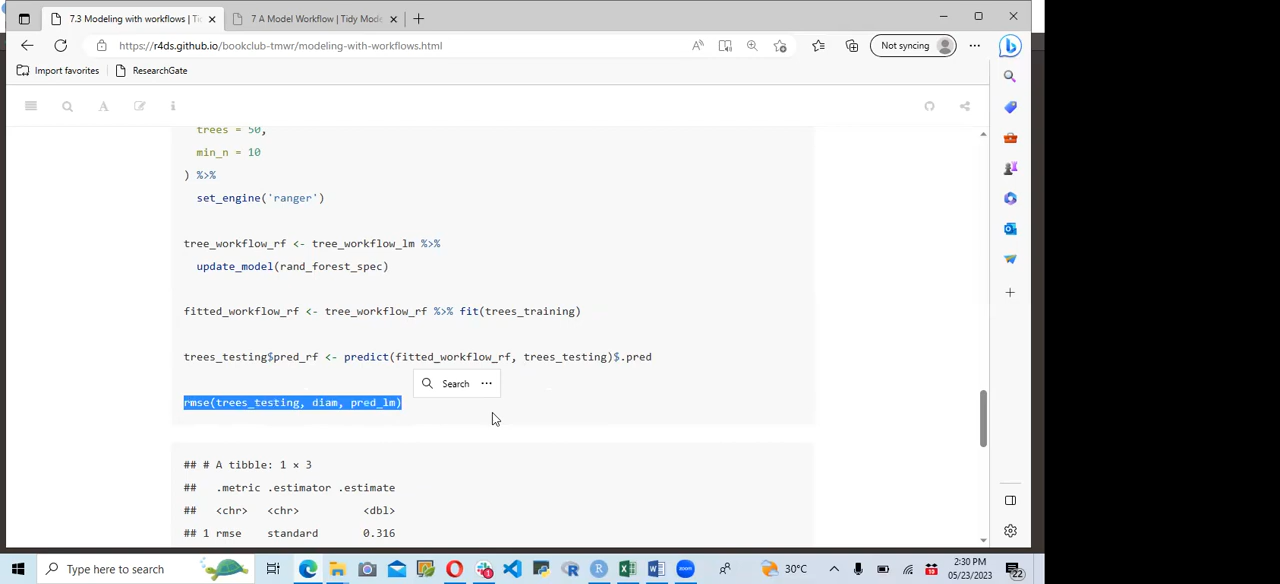 7.3 Modeling with workflows | Ti
7 A Model Workflow | Tidy Mode
https://r4ds.github.io/bookclub-tmwr/modeling-with-workflows.html
Not syncing
Import favorites
ResearchGate
trees = 50,
min_n = 10
) %>%
set_engine('ranger')
tree_workflow_rf <- tree_workflow_lm %>%
update_model(rand_forest_spec)
fitted_workflow_rf <- tree_workflow_rf %>% fit(trees_training)
trees_testing$pred_rf <- predict(fitted_workflow_rf, trees_testing)$.pred
Search
rmse(trees_testing, diam, pred_lm)
## # A tibble: 1 × 3
## .metric .estimator .estimate
## <chr> <chr> <dbl>
## 1 rmse standard 0.316
Type here to search
30°C
2:30 PM
05/23/2023
22